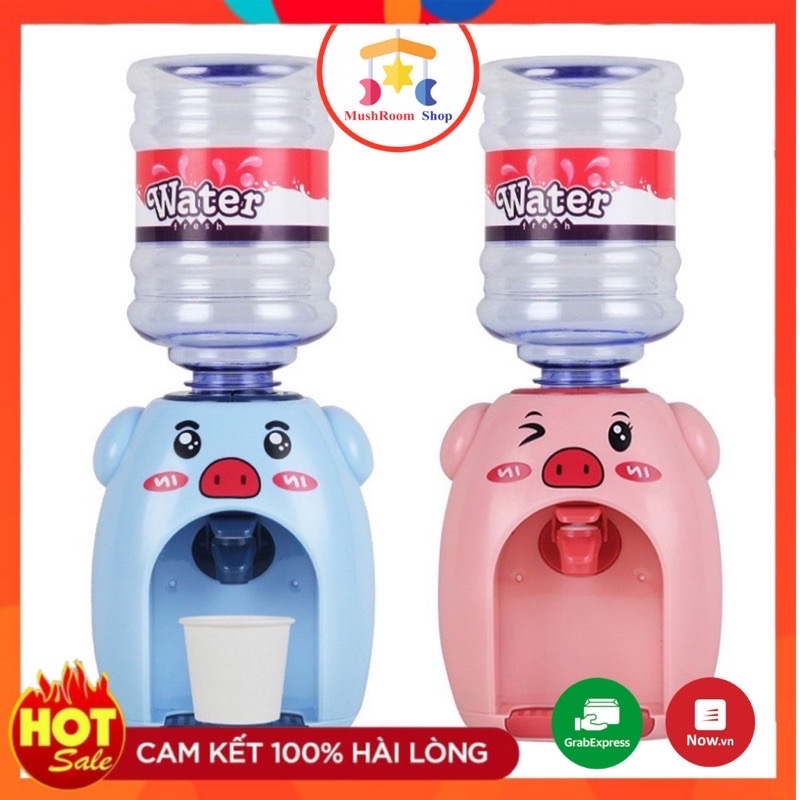 MushRoom Shop
Water
fresh
Water
fresh
HOT
Sale
CAM KẾT 100% HÀI LÒNG
GrabExpress
Now.vn